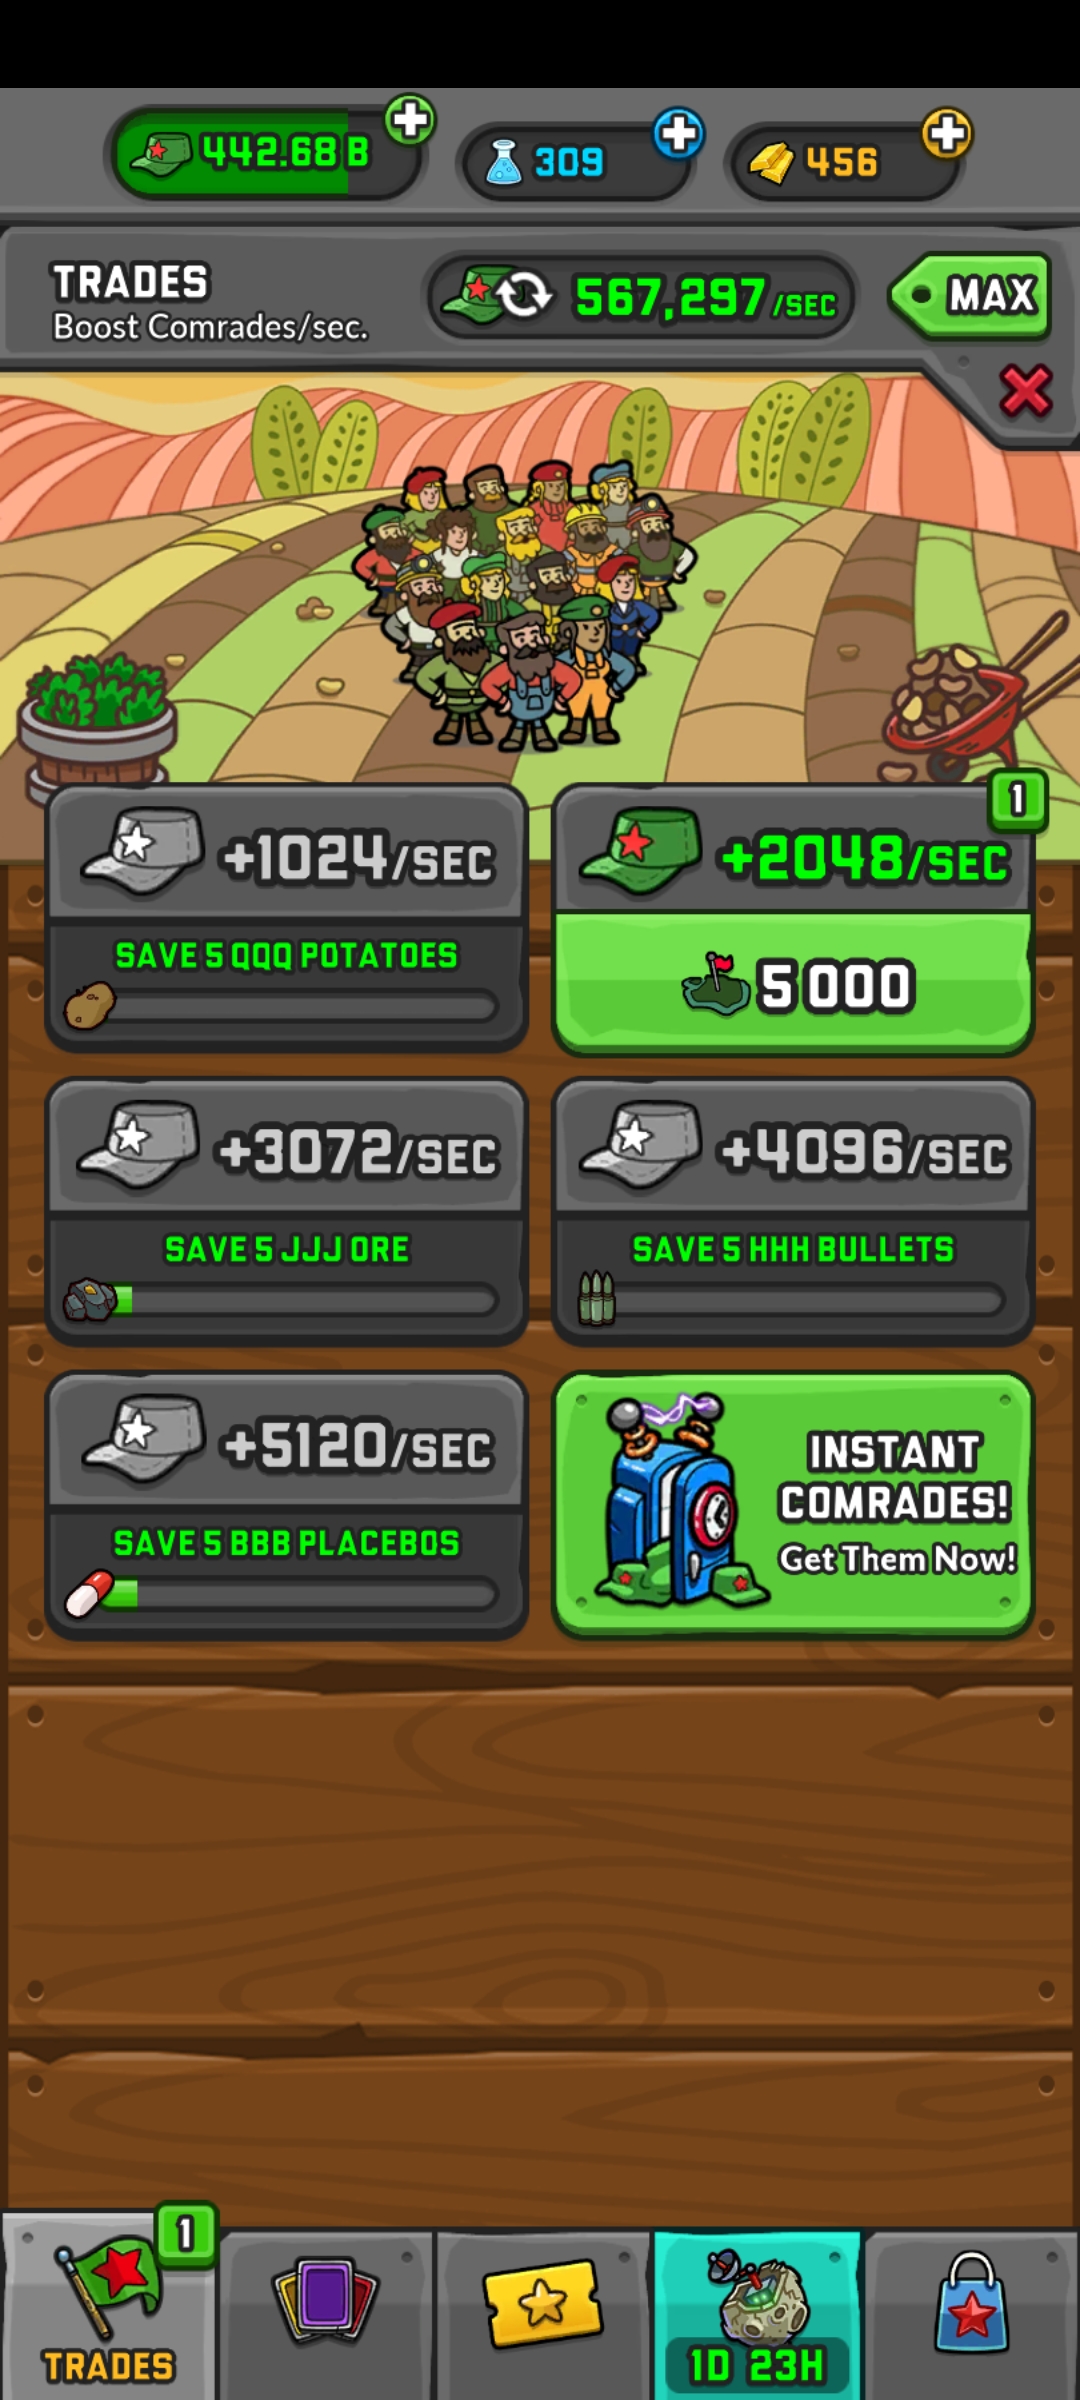 442.68 B
309
456
TRADES
Boost Comrades/sec.
567,297 /SEC
MAX
+1024/SEC
SAVE 5 QQQ POTATOES
1
+2048/SEC
5 000
+3072/SEC
SAVE 5 JJJ ORE
+4096/SEC
SAVE 5 HHH BULLETS
+5120/SEC
SAVE 5 BBB PLACEBOS
INSTANT
COMRADES!
Get Them Now!
1
TRADES
1D 23H